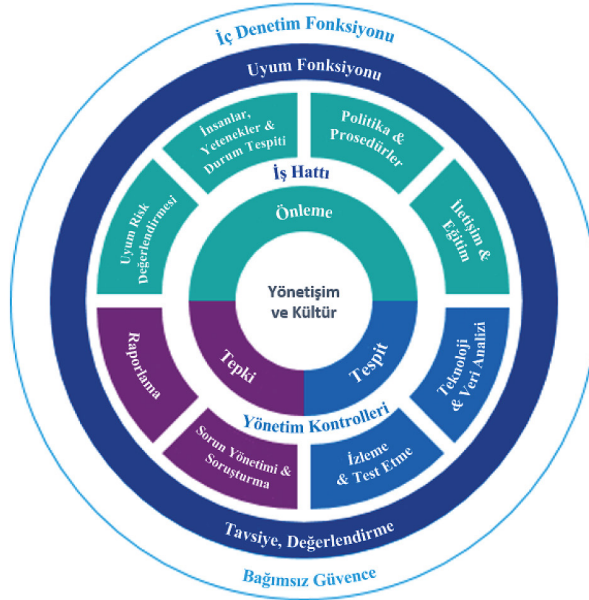 İç Denetim Fonksiyonu
Uyum Fonksiyonu
İnsanlar,
Yetenekler &
Durum Tespiti
Politika &
Prosedürler
İş Hattı
Önleme
Uyum Risk
Değerlendirmesi
İletişim &
Eğitim
Yönetişim
ve Kültür
Tepki
Tespit
Raporlama
Teknoloji
& Veri Analizi
Yönetim Kontrolleri
Sorun Yönetimi &
Soruşturma
İzleme
& Test Etme
Tavsiye, Değerlendirme
Bağımsız Güvence